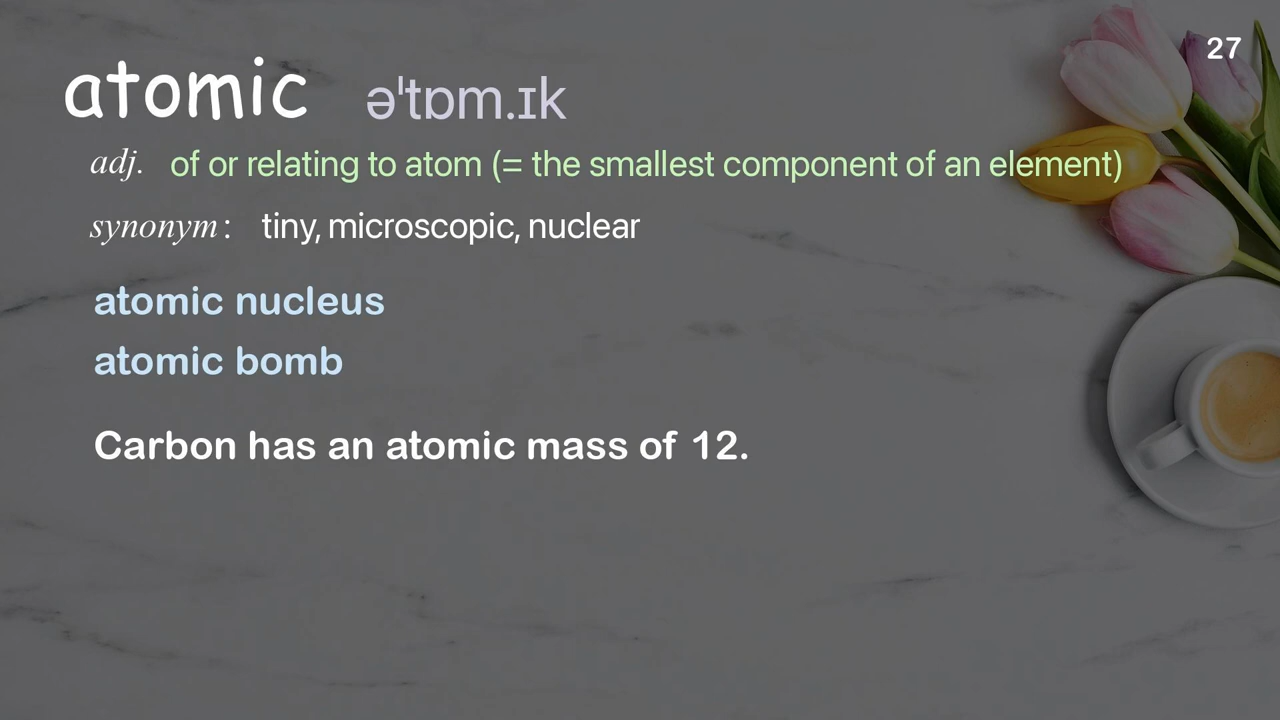 27
atomic əˈtɒm.ɪk
adj. of or relating to atom (= the smallest component of an element)
synonym: tiny, microscopic, nuclear
atomic nucleus
atomic bomb
Carbon has an atomic mass of 12.